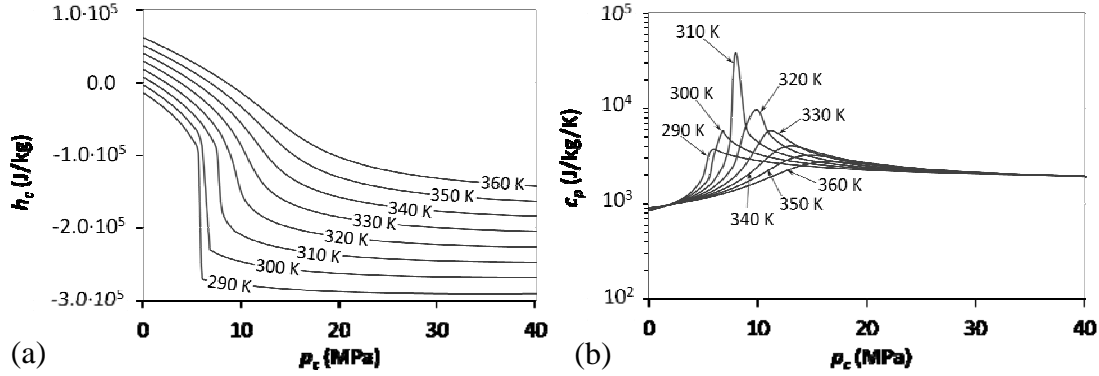 1.0·10⁵
0.0
-1.0·10⁵
-2.0·10⁵
-3.0·10⁵
h_c (J/kg)
360 K
350 K
340 K
330 K
320 K
310 K
300 K
290 K
0 10 20 30 40
p_c (MPa)
(a)
10⁵
10⁴
10³
10²
c_p (J/kg/K)
310 K
320 K
300 K
330 K
290 K
360 K
350 K
340 K
0 10 20 30 40
p_c (MPa)
(b)